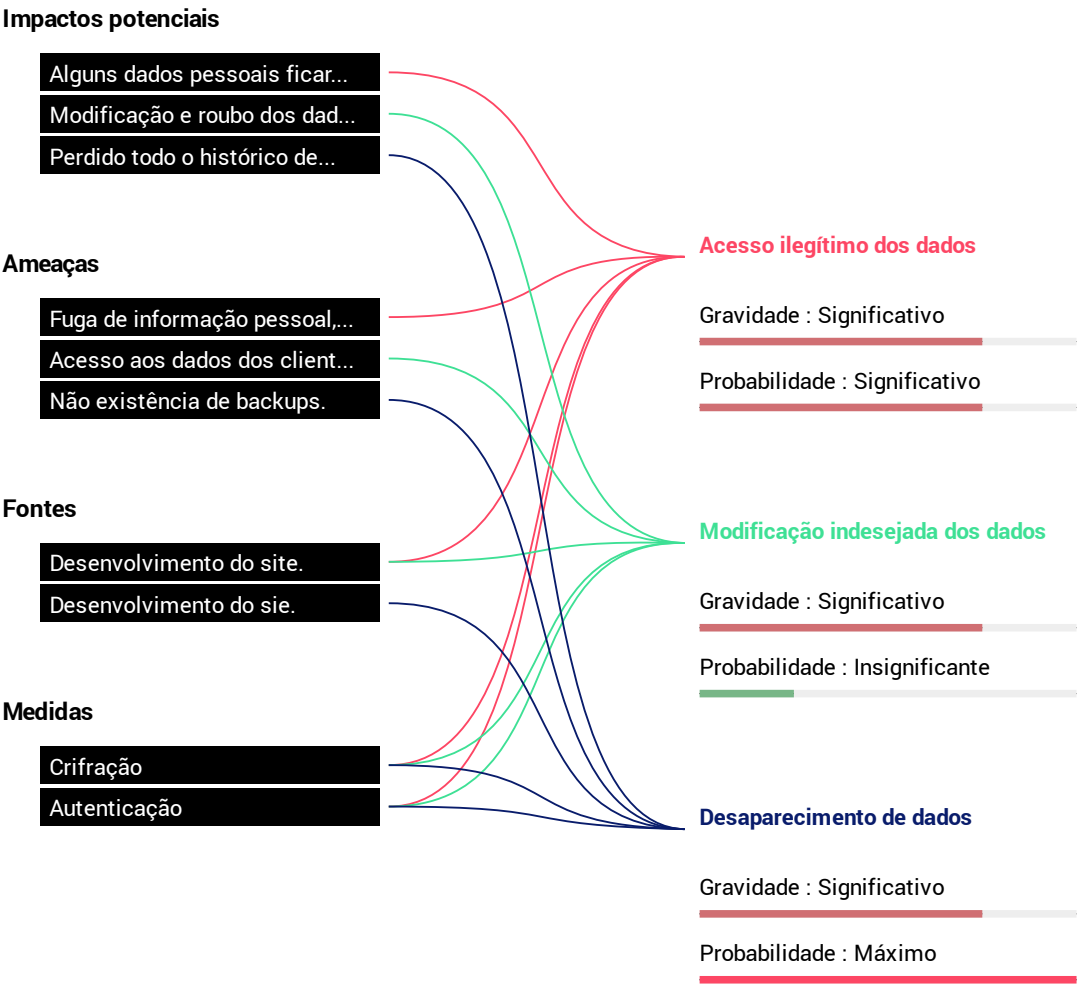 Impactos potenciais
Alguns dados pessoais ficar...
Modificação e roubo dos dad...
Perdido todo o histórico de...
Ameaças
Fuga de informação pessoal,...
Acesso aos dados dos client...
Não existência de backups.
Fontes
Desenvolvimento do site.
Desenvolvimento do sie.
Medidas
Crifração
Autenticação
Acesso ilegítimo dos dados
Gravidade : Significativo
Probabilidade : Significativo
Modificação indesejada dos dados
Gravidade : Significativo
Probabilidade : Insignificante
Desaparecimento de dados
Gravidade : Significativo
Probabilidade : Máximo